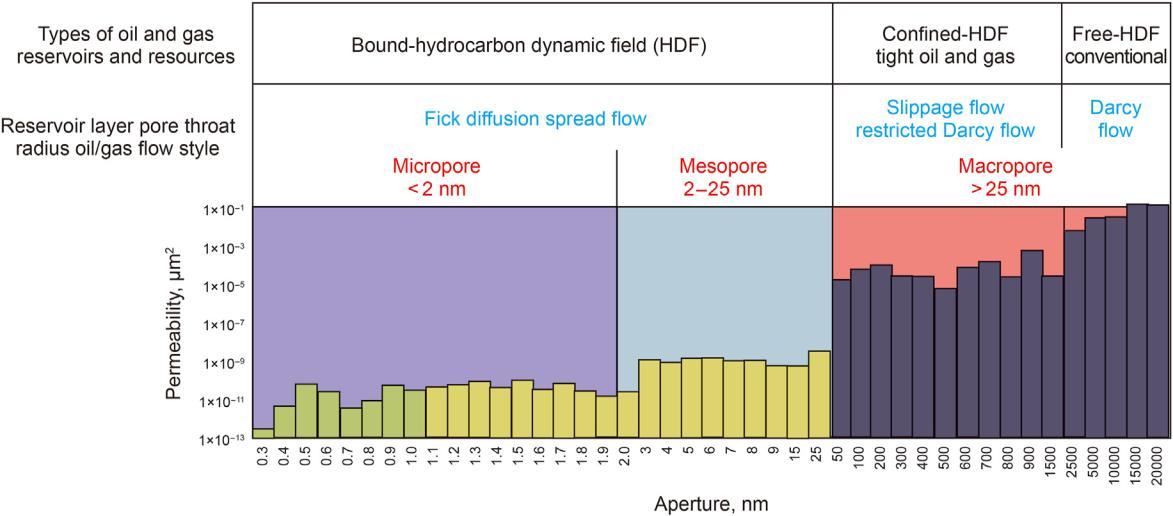 Types of oil and gas
reservoirs and resources
Bound-hydrocarbon dynamic field (HDF)
Confined-HDF
tight oil and gas
Free-HDF
conventional
Reservoir layer pore throat
radius oil/gas flow style
Fick diffusion spread flow
Slippage flow
restricted Darcy flow
Darcy
flow
Micropore
< 2 nm
Mesopore
2–25 nm
Macropore
> 25 nm
Permeability, μm²
1×10⁻¹
1×10⁻³
1×10⁻⁵
1×10⁻⁷
1×10⁻⁹
1×10⁻¹¹
1×10⁻¹³
0.3 0.4 0.5 0.6 0.7 0.8 0.9 1.0 1.1 1.2 1.3 1.4 1.5 1.6 1.7 1.8 1.9 2.0 3 4 5 6 7 8 9 15 25 50 100 200 300 400 500 600 700 800 900 1500 2500 5000 10000 15000 20000
Aperture, nm